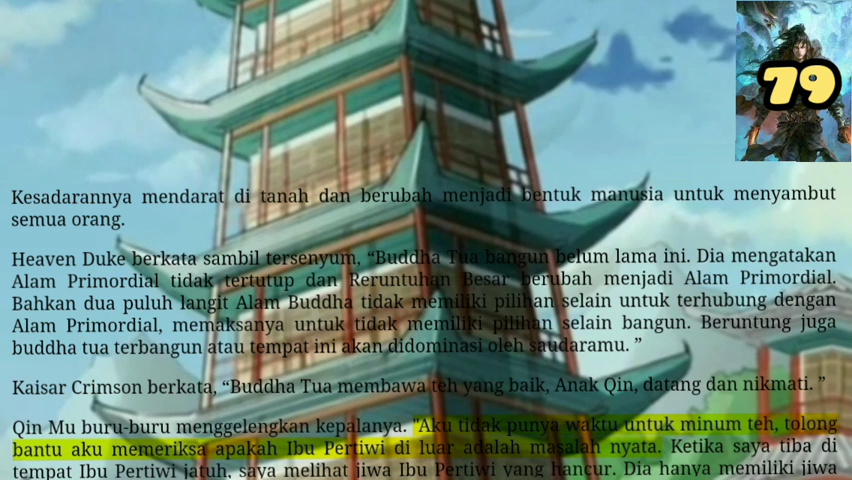 79
Kesadarannya mendarat di tanah dan berubah menjadi bentuk manusia untuk menyambut
semua orang.
Heaven Duke berkata sambil tersenyum, “Buddha Tua bangun belum lama ini. Dia mengatakan
Alam Primordial tidak tertutup dan Reruntuhan Besar berubah menjadi Alam Primordial.
Bahkan dua puluh langit Alam Buddha tidak memiliki pilihan selain untuk terhubung dengan
Alam Primordial, memaksanya untuk tidak memiliki pilihan selain bangun. Beruntung juga
buddha tua terbangun atau tempat ini akan didominasi oleh saudaramu. ”
Kaisar Crimson berkata, “Buddha Tua membawa teh yang baik, Anak Qin, datang dan nikmati. ”
Qin Mu buru-buru menggelengkan kepalanya. "Aku tidak punya waktu untuk minum teh, tolong
bantu aku memeriksa apakah Ibu Pertiwi di luar adalah masalah nyata. Ketika saya tiba di
tempat Ibu Pertiwi jatuh, saya melihat jiwa Ibu Pertiwi yang hancur. Dia hanya memiliki jiwa